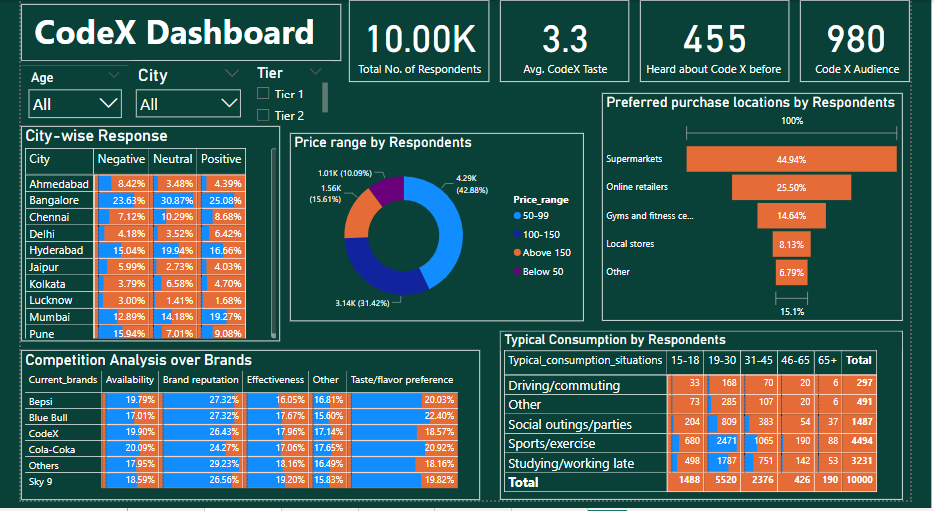 CodeX Dashboard
10.00K
Total No. of Respondents
3.3
Avg. CodeX Taste
455
Heard about Code X before
980
Code X Audience
Age
All
City
All
Tier
Tier 1
Tier 2
City-wise Response
City Negative Neutral Positive
Ahmedabad 8.42% 3.48% 4.39%
Bangalore 23.63% 30.87% 25.08%
Chennai 7.12% 10.29% 8.68%
Delhi 4.18% 3.52% 6.42%
Hyderabad 15.04% 19.94% 16.66%
Jaipur 5.99% 2.73% 4.03%
Kolkata 3.79% 6.58% 4.70%
Lucknow 3.00% 1.41% 1.68%
Mumbai 12.89% 14.18% 19.27%
Pune 15.94% 7.01% 9.08%
Price range by Respondents
1.01K (10.09%)
1.56K
(15.61%)
4.29K
(42.88%)
3.14K (31.42%)
Price_range
50-99
100-150
Above 150
Below 50
Preferred purchase locations by Respondents
100%
Supermarkets 44.94%
Online retailers 25.50%
Gyms and fitness ce... 14.64%
Local stores 8.13%
Other 6.79%
15.1%
Competition Analysis over Brands
Current_brands Availability Brand reputation Effectiveness Other Taste/flavor preference
Bepsi 19.79% 27.32% 16.05% 16.81% 20.03%
Blue Bull 17.01% 27.32% 17.67% 15.60% 22.40%
CodeX 19.90% 26.43% 17.96% 17.14% 18.57%
Cola-Coka 20.09% 24.27% 17.06% 17.65% 20.92%
Others 17.95% 29.23% 18.16% 16.49% 18.16%
Sky 9 18.59% 26.56% 19.20% 15.83% 19.82%
Typical Consumption by Respondents
Typical_consumption_situations 15-18 19-30 31-45 46-65 65+ Total
Driving/commuting 33 168 70 20 6 297
Other 73 285 107 20 6 491
Social outings/parties 204 809 383 54 37 1487
Sports/exercise 680 2471 1065 190 88 4494
Studying/working late 498 1787 751 142 53 3231
Total 1488 5520 2376 426 190 10000